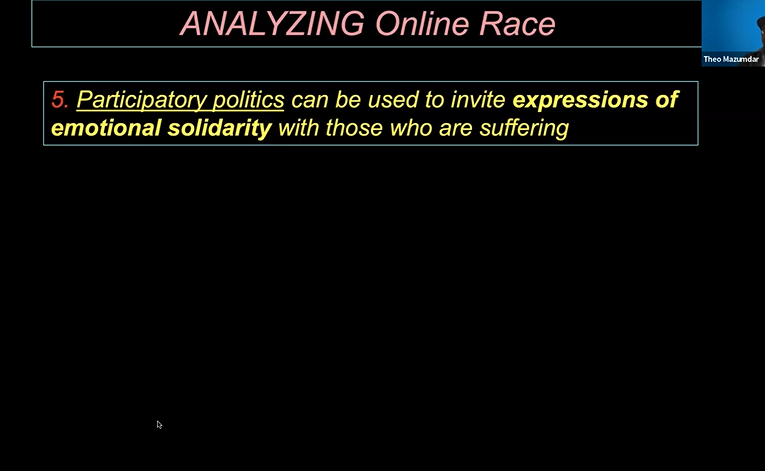 ANALYZING Online Race
Theo Mazumdar
5. Participatory politics can be used to invite expressions of
emotional solidarity with those who are suffering